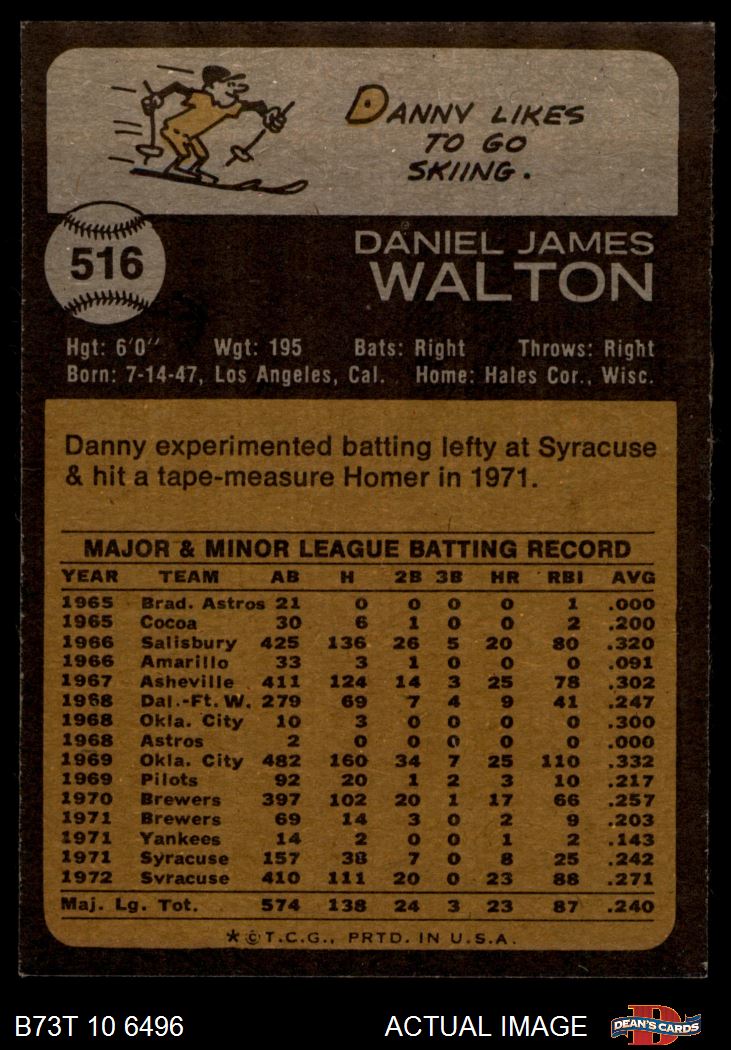 DANNY LIKES
TO GO
SKIING.
516
DANIEL JAMES
WALTON
Hgt: 6'0" Wgt: 195 Bats: Right Throws: Right
Born: 7-14-47, Los Angeles, Cal. Home: Hales Cor., Wisc.
Danny experimented batting lefty at Syracuse
& hit a tape-measure Homer in 1971.
MAJOR & MINOR LEAGUE BATTING RECORD
YEAR TEAM AB H 2B 3B HR RBI AVG
1965 Brad. Astros 21 0 0 0 0 1 .000
1965 Cocoa 30 6 1 0 0 2 .200
1966 Salisbury 425 136 26 5 20 80 .320
1966 Amarillo 33 3 1 0 0 0 .091
1967 Asheville 411 124 14 3 25 78 .302
1968 Dal.-Ft. W. 279 69 7 4 9 41 .247
1968 Okla. City 10 3 0 0 0 0 .300
1968 Astros 2 0 0 0 0 0 .000
1969 Okla. City 482 160 34 7 25 110 .332
1969 Pilots 92 20 1 2 3 10 .217
1970 Brewers 397 102 20 1 17 66 .257
1971 Brewers 69 14 3 0 2 9 .203
1971 Yankees 14 2 0 0 1 2 .143
1971 Syracuse 157 38 7 0 8 25 .242
1972 Syracuse 410 111 20 0 23 88 .271
Maj. Lg. Tot. 574 138 24 3 23 87 .240
*©T.C.G., PRTD. IN U.S.A.
B73T 10 6496 ACTUAL IMAGE
D
DEAN'S CARDS